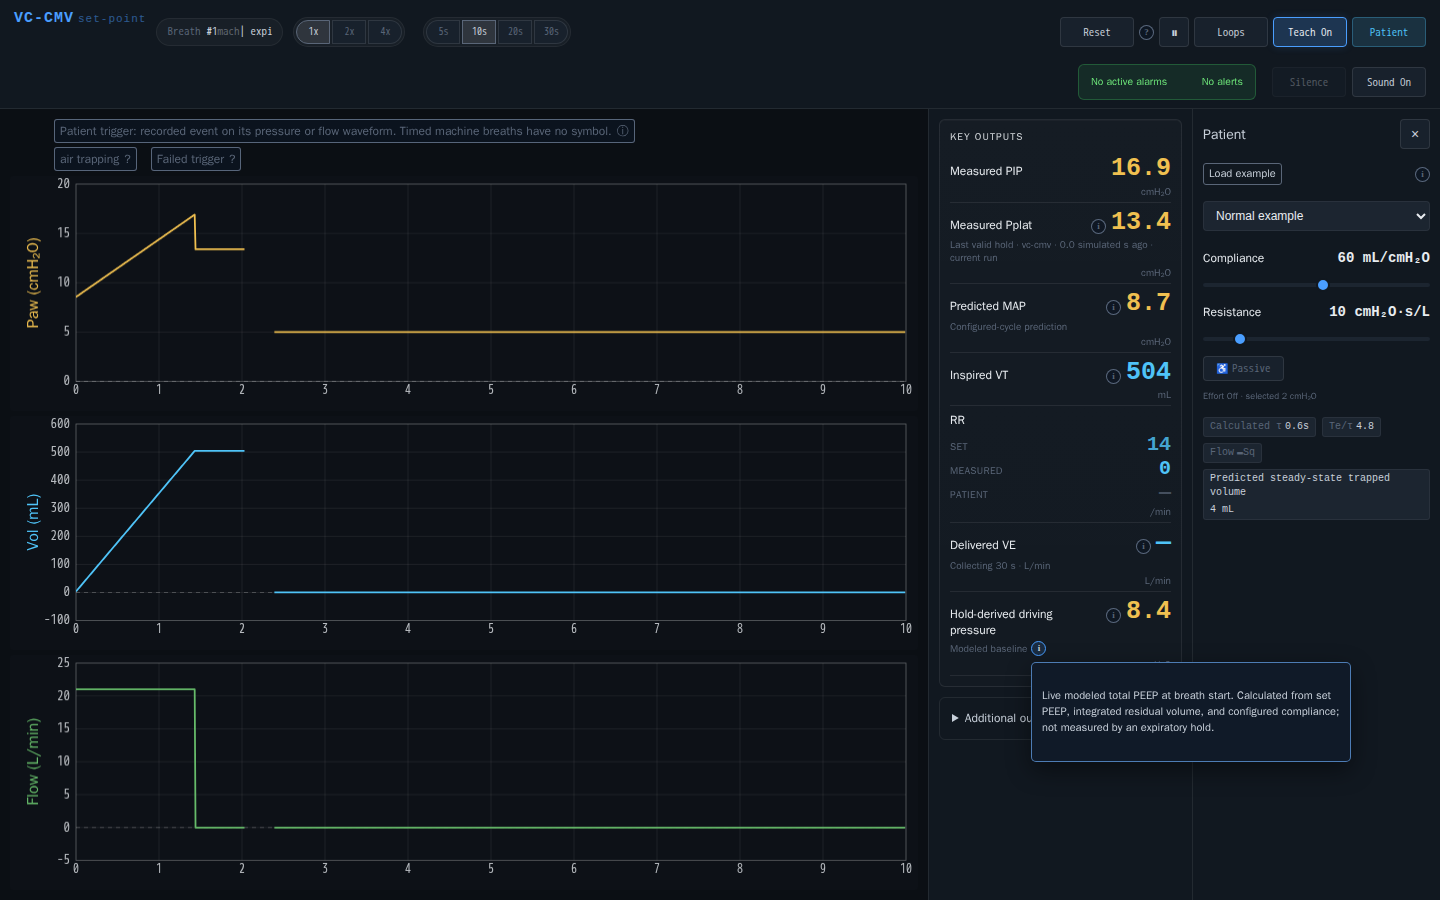 VC-CMV set-point
Breath #1mach| expi
1x 2x 4x
5s 10s 20s 30s
Reset ? Loops Teach On Patient
No active alarms No alerts
Silence Sound On
Patient trigger: recorded event on its pressure or flow waveform. Timed machine breaths have no symbol. ⓘ
air trapping ?
Failed trigger ?
Paw (cmH₂O)
20
15
10
5
0
0 1 2 3 4 5 6 7 8 9 10
Vol (mL)
600
500
400
300
200
100
0
-100
0 1 2 3 4 5 6 7 8 9 10
Flow (L/min)
25
20
15
10
5
0
-5
0 1 2 3 4 5 6 7 8 9 10
KEY OUTPUTS
Measured PIP 16.9
cmH₂O
Measured Pplat i 13.4
Last valid hold · vc-cmv · 0.0 simulated s ago ·
current run
cmH₂O
Predicted MAP i 8.7
Configured-cycle prediction
cmH₂O
Inspired VT i 504
mL
RR
SET 14
MEASURED 0
PATIENT —
/min
Delivered VE i —
Collecting 30 s · L/min
L/min
Hold-derived driving i 8.4
pressure
Modeled baseline i
Live modeled total PEEP at breath start. Calculated from set
PEEP, integrated residual volume, and configured compliance;
not measured by an expiratory hold.
▶ Additional ou
Patient ×
Load example i
Normal example
Compliance 60 mL/cmH₂O
Resistance 10 cmH₂O·s/L
♿ Passive
Effort Off · selected 2 cmH₂O
Calculated τ 0.6s
Te/τ 4.8
Flow ▬Sq
Predicted steady-state trapped
volume
4 mL